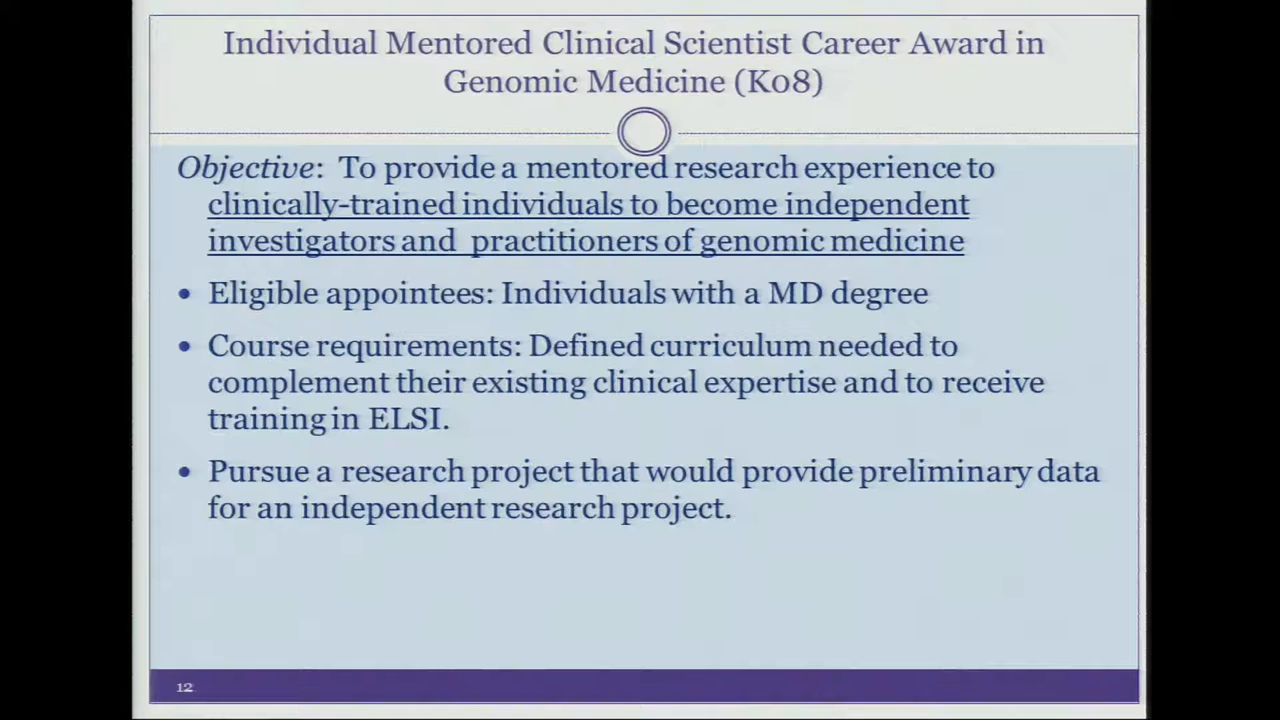 Individual Mentored Clinical Scientist Career Award in
Genomic Medicine (K08)
Objective: To provide a mentored research experience to
clinically-trained individuals to become independent
investigators and practitioners of genomic medicine
• Eligible appointees: Individuals with a MD degree
• Course requirements: Defined curriculum needed to
complement their existing clinical expertise and to receive
training in ELSI.
• Pursue a research project that would provide preliminary data
for an independent research project.
12